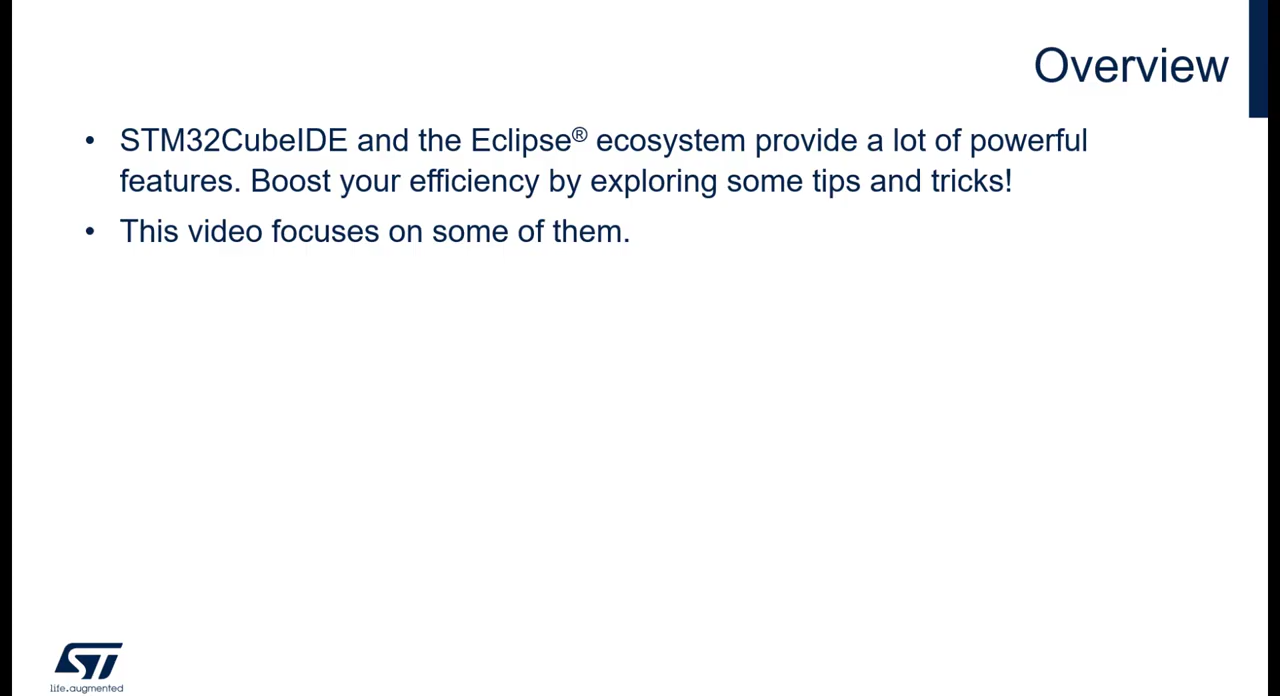 Overview
• STM32CubeIDE and the Eclipse® ecosystem provide a lot of powerful
features. Boost your efficiency by exploring some tips and tricks!
• This video focuses on some of them.
ST
life.augmented